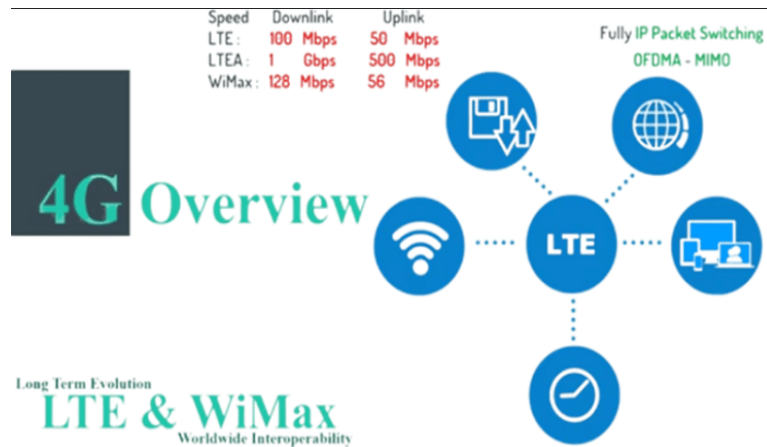 Speed Downlink Uplink
LTE : 100 Mbps 50 Mbps
LTEA : 1 Gbps 500 Mbps
WiMax : 128 Mbps 56 Mbps
Fully IP Packet Switching
OFDMA - MIMO
4G Overview
LTE
Long Term Evolution
LTE & WiMax
Worldwide Interoperability